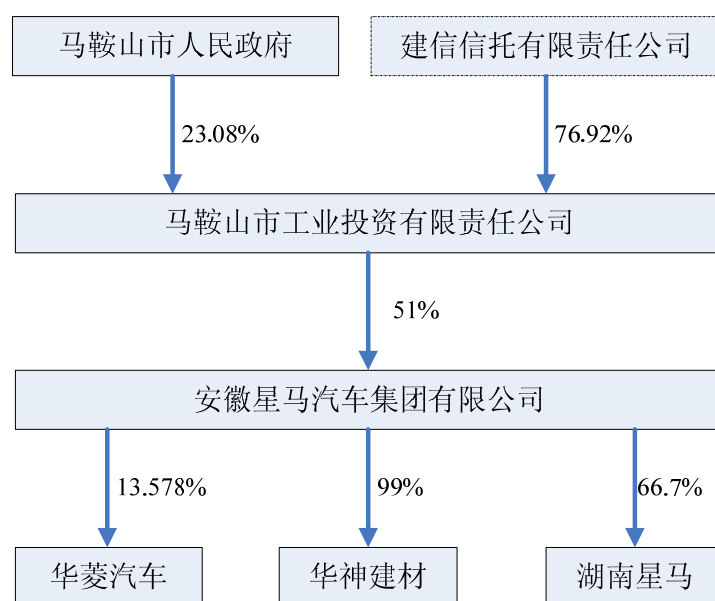 马鞍山市人民政府
建信信托有限责任公司
23.08%
76.92%
马鞍山市工业投资有限责任公司
51%
安徽星马汽车集团有限公司
13.578%
99%
66.7%
华菱汽车
华神建材
湖南星马